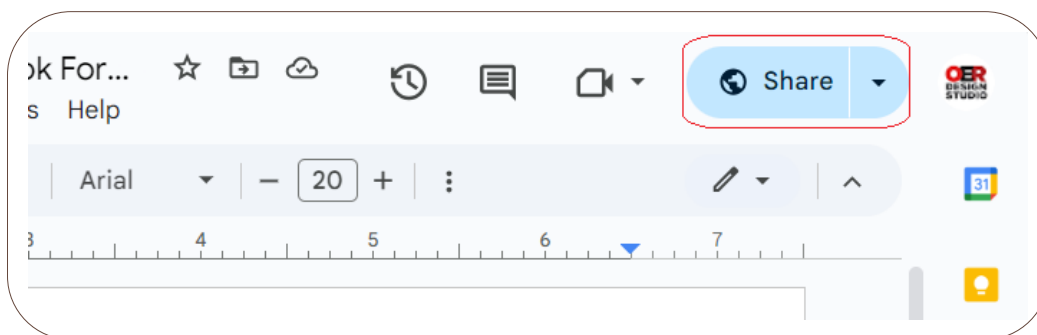 ok For...
Share
OER
DESIGN
STUDIO
s Help
Arial
20
31
3 4 5 6 7